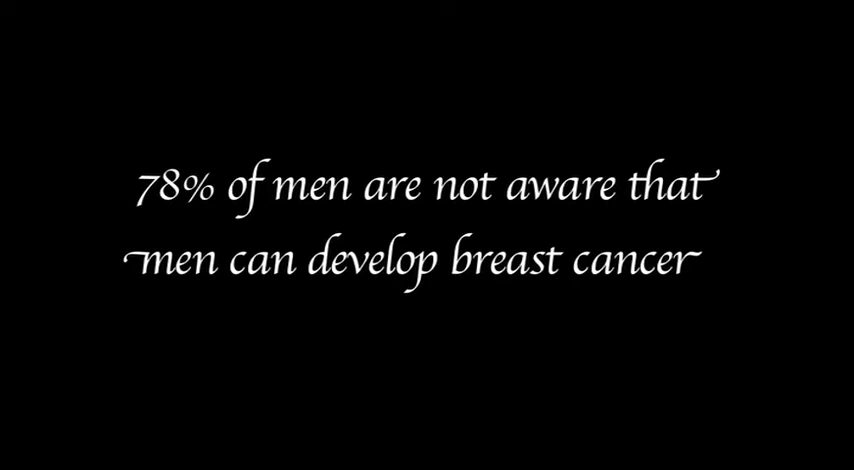 78% of men are not aware that
men can develop breast cancer